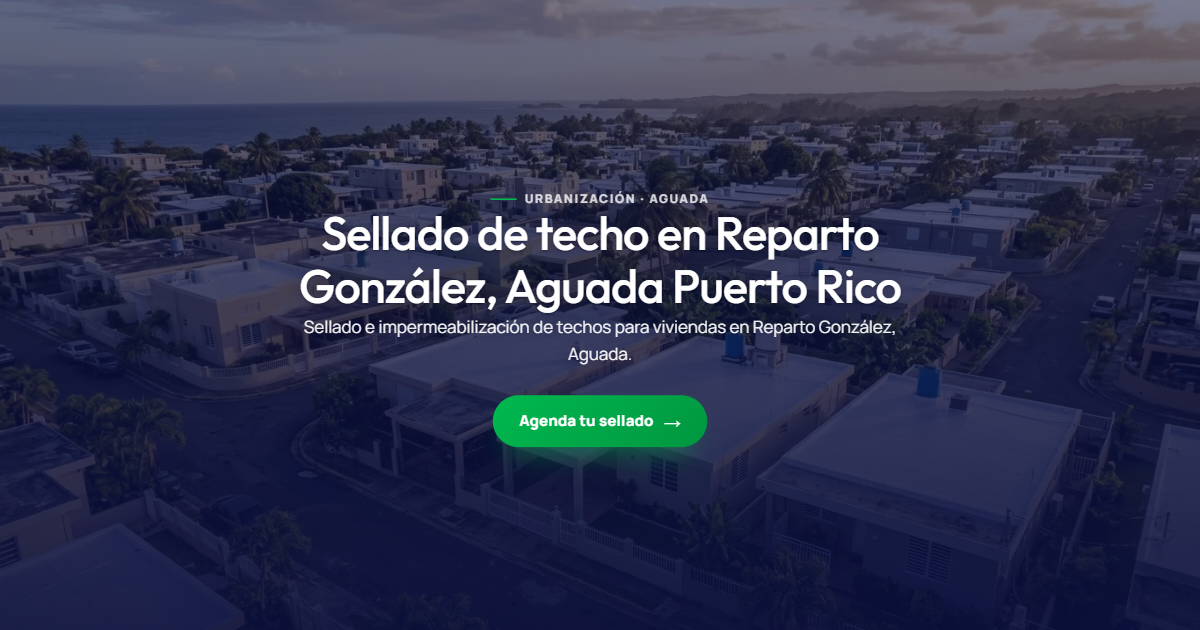 URBANIZACIÓN · AGUADA
Sellado de techo en Reparto
González, Aguada Puerto Rico
Sellado e impermeabilización de techos para viviendas en Reparto González,
Aguada.
Agenda tu sellado →